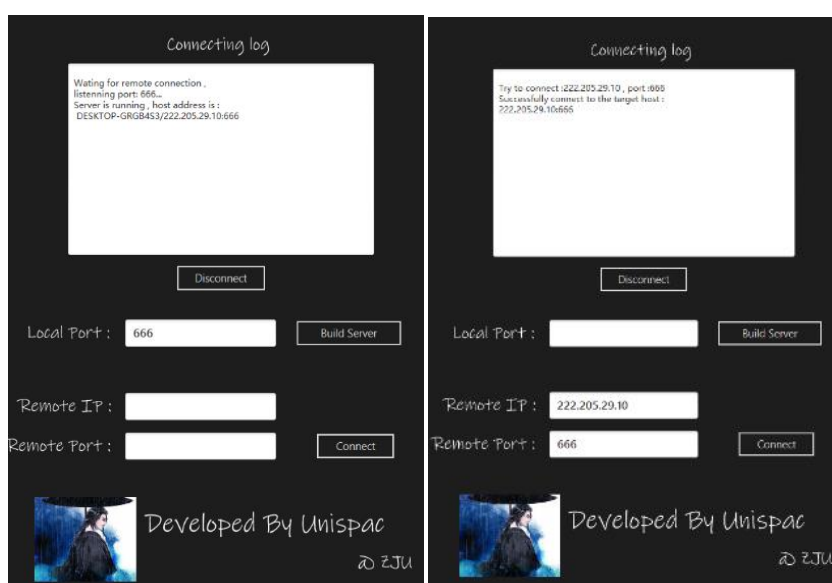 Connecting log
Wating for remote connection ,
listenning port: 666...
Server is running , host address is :
DESKTOP-GRGB4S3/222.205.29.10:666
Disconnect
Local Port :
666
Build Server
Remote IP :
Remote Port :
Connect
Developed By Unispac
@ ZJU
Connecting log
Try to connect :222.205.29.10 , port :666
Successfully connect to the target host :
222.205.29.10:666
Disconnect
Local Port :
Build Server
Remote IP :
222.205.29.10
Remote Port :
666
Connect
Developed By Unispac
@ ZJU